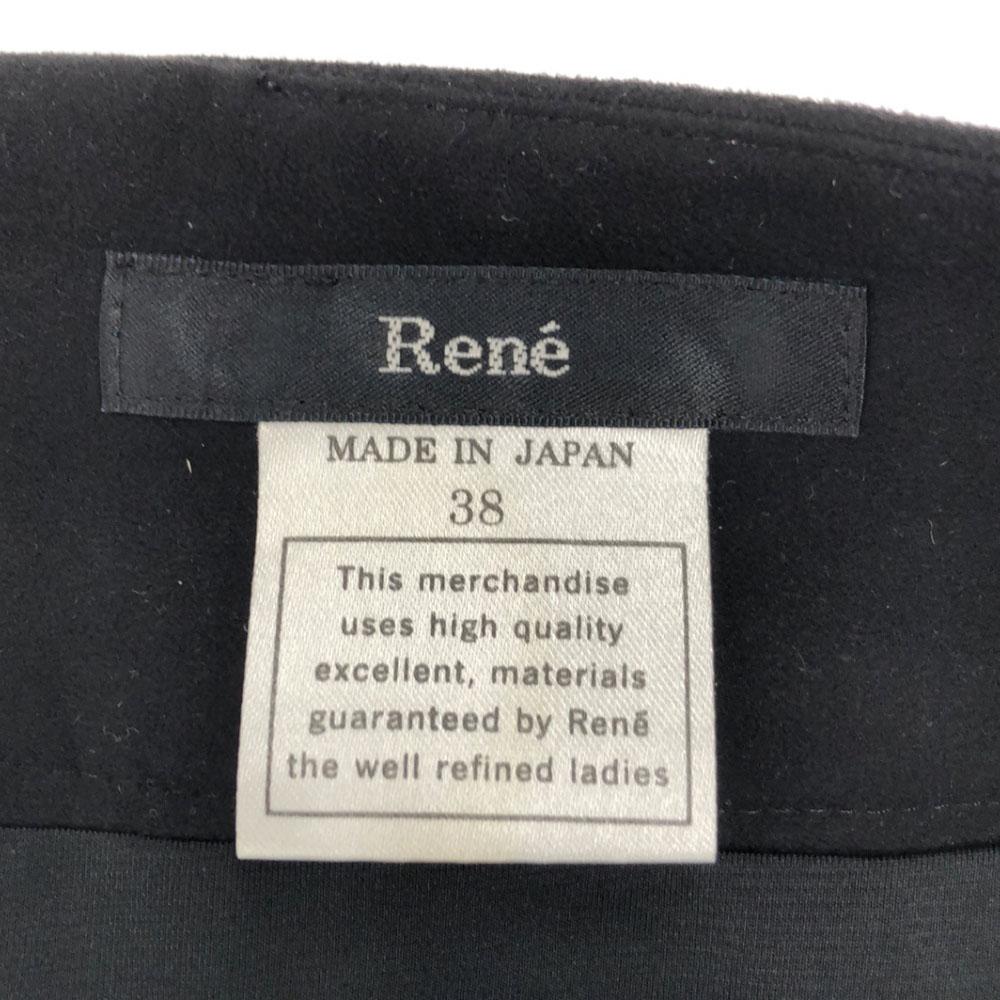 René
MADE IN JAPAN
38
This merchandise
uses high quality
excellent, materials
guaranteed by René
the well refined ladies